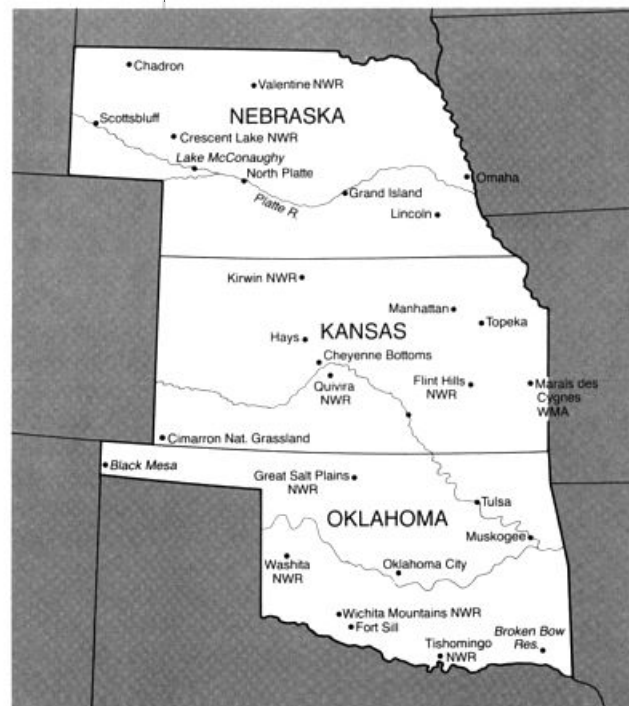 Chadron
Valentine NWR
NEBRASKA
Scottsbluff
Crescent Lake NWR
Lake McConaughy
North Platte
Omaha
Platte R.
Grand Island
Lincoln
Kirwin NWR
Manhattan
Topeka
Hays
KANSAS
Cheyenne Bottoms
Quivira
NWR
Flint Hills
NWR
Marais des
Cygnes
WMA
Cimarron Nat. Grassland
Black Mesa
Great Salt Plains
NWR
Tulsa
OKLAHOMA
Muskogee
Washita
NWR
Oklahoma City
Wichita Mountains NWR
Fort Sill
Tishomingo
NWR
Broken Bow
Res.